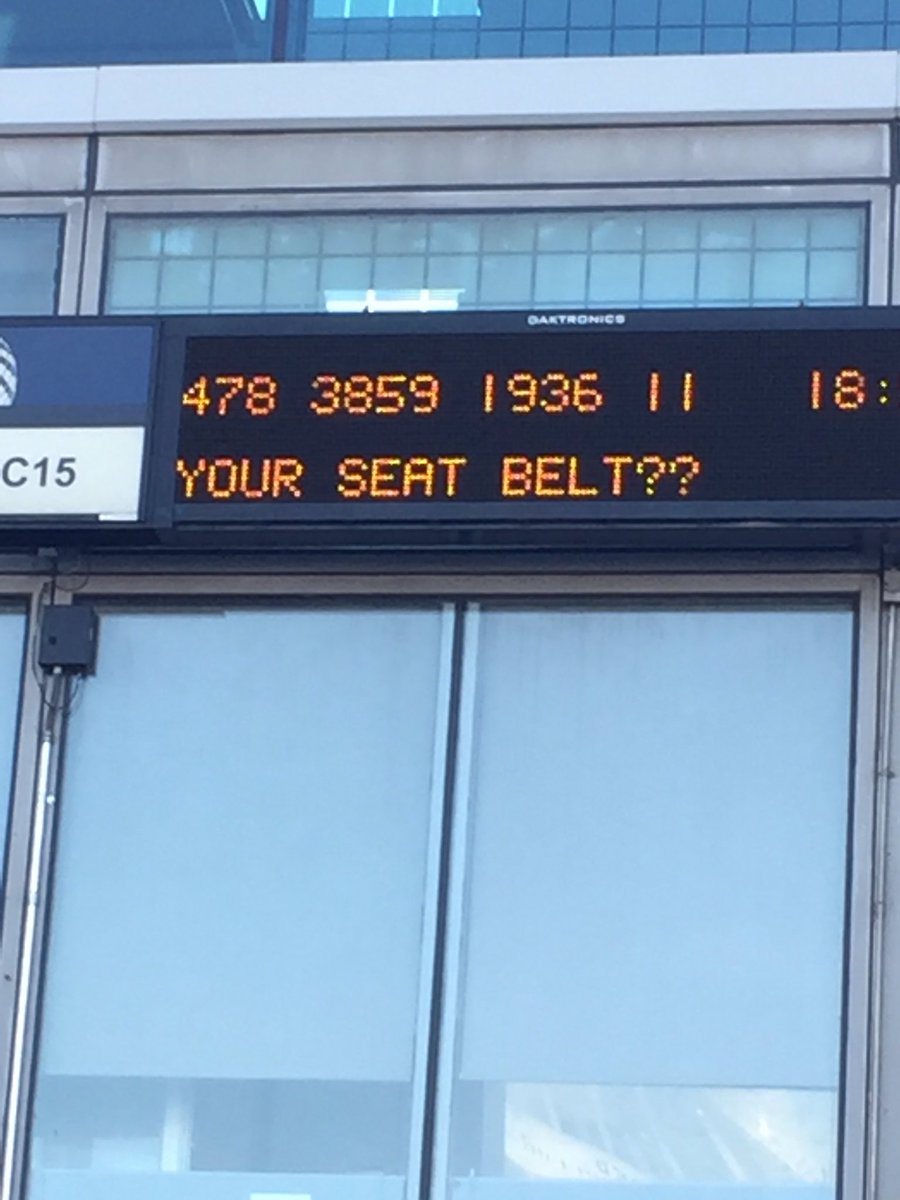 DAKTRONICS
478 3859 1936 11 18:
C15
YOUR SEAT BELT??